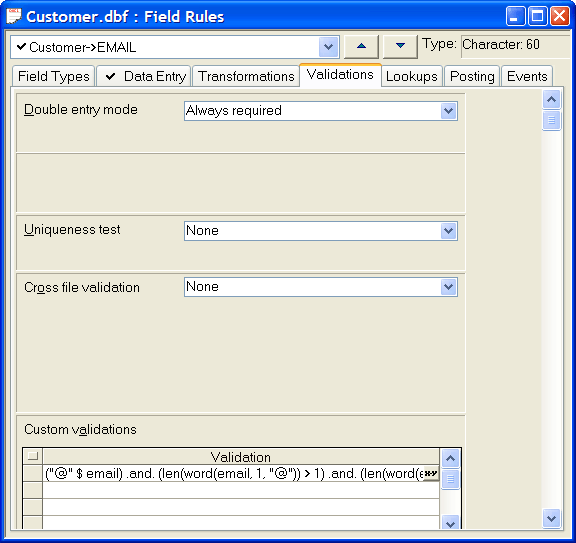 Customer.dbf : Field Rules
Customer->EMAIL Type: Character: 60
Field Types Data Entry Transformations Validations Lookups Posting Events
Double entry mode Always required
Uniqueness test None
Cross file validation None
Custom validations
Validation
("@" $ email) .and. (len(word(email, 1, "@")) > 1) .and. (len(word(e